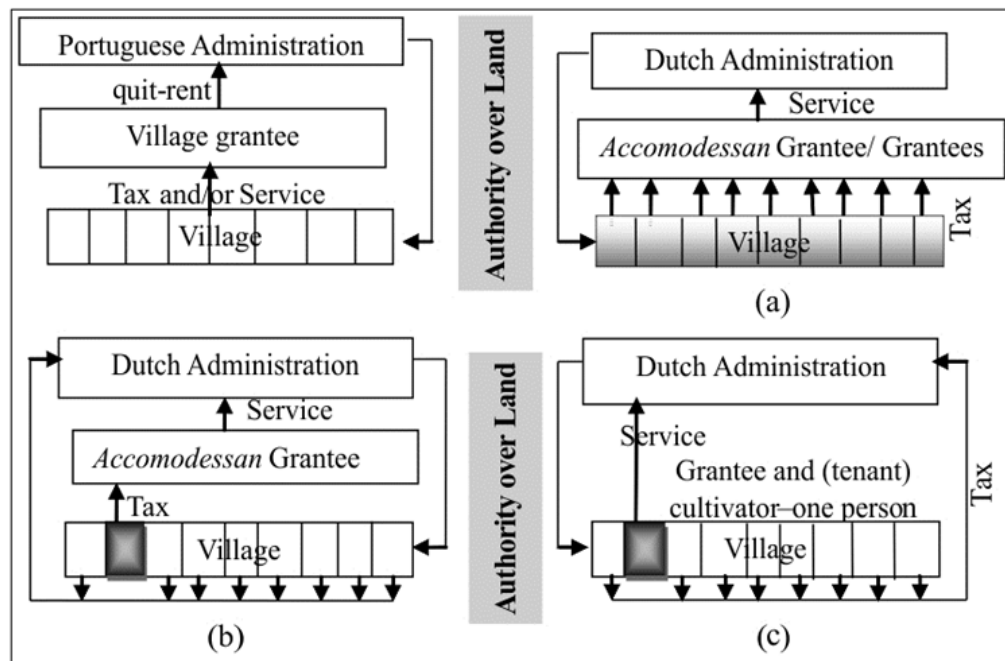 Portuguese Administration
quit-rent
Village grantee
Tax and/or Service
Village
Authority over Land
Dutch Administration
Service
Accomodessan Grantee/ Grantees
Village
Tax
(a)
Dutch Administration
Service
Accomodessan Grantee
Tax
Village
(b)
Authority over Land
Dutch Administration
Service
Grantee and (tenant)
cultivator–one person
Village
Tax
(c)